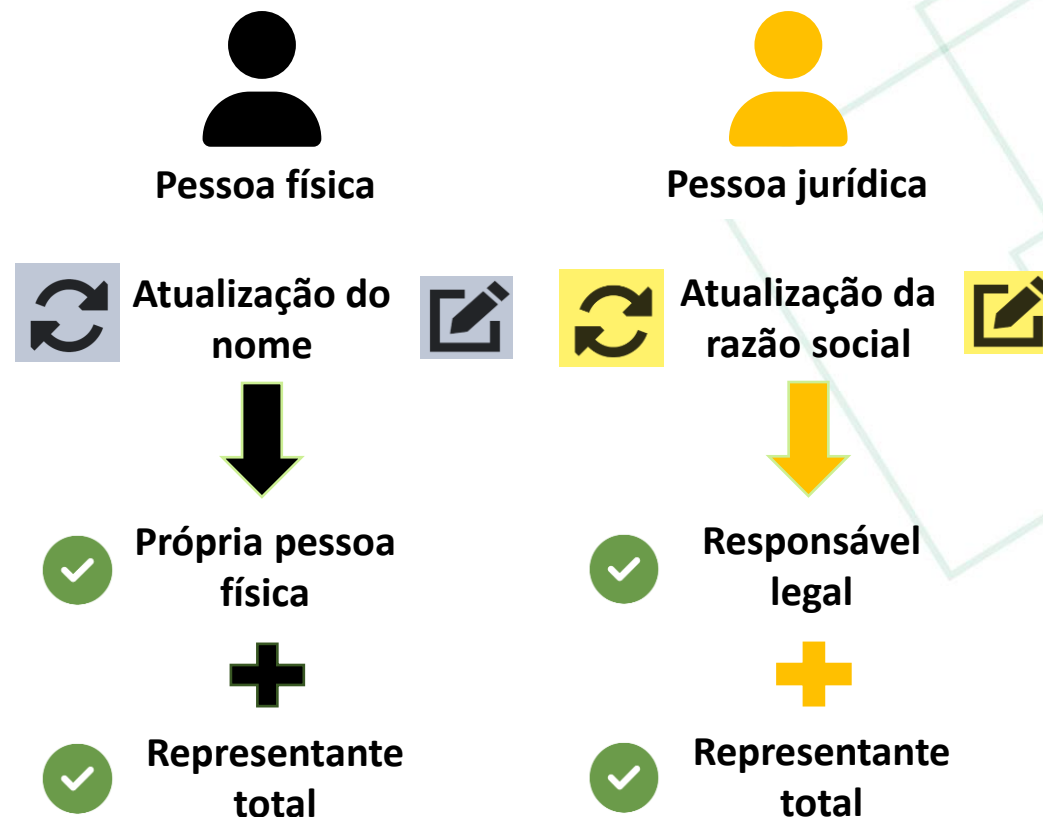 Pessoa física
Atualização do
nome
Própria pessoa
física
Representante
total
Pessoa jurídica
Atualização da
razão social
Responsável
legal
Representante
total